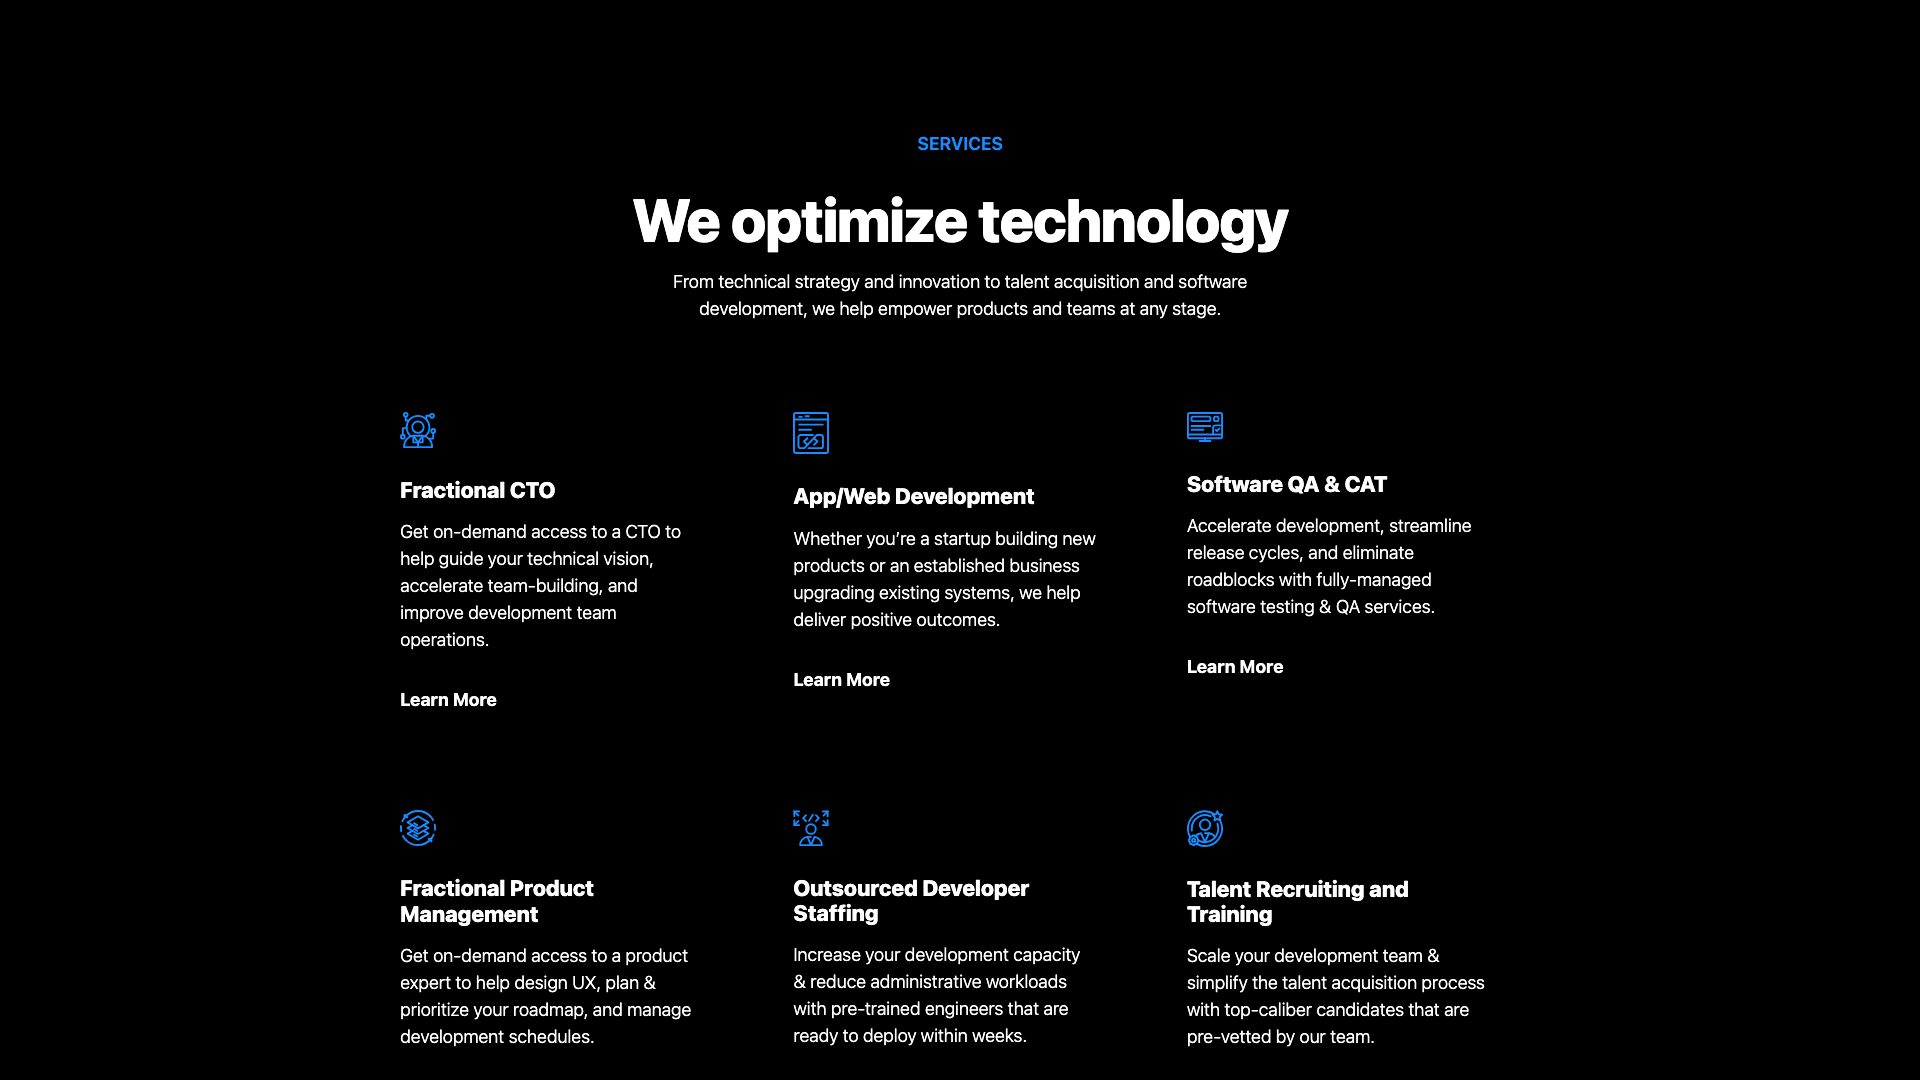 SERVICES
We optimize technology
From technical strategy and innovation to talent acquisition and software
development, we help empower products and teams at any stage.
Fractional CTO
Get on-demand access to a CTO to
help guide your technical vision,
accelerate team-building, and
improve development team
operations.
Learn More
App/Web Development
Whether you’re a startup building new
products or an established business
upgrading existing systems, we help
deliver positive outcomes.
Learn More
Software QA & CAT
Accelerate development, streamline
release cycles, and eliminate
roadblocks with fully-managed
software testing & QA services.
Learn More
Fractional Product
Management
Get on-demand access to a product
expert to help design UX, plan &
prioritize your roadmap, and manage
development schedules.
Outsourced Developer
Staffing
Increase your development capacity
& reduce administrative workloads
with pre-trained engineers that are
ready to deploy within weeks.
Talent Recruiting and
Training
Scale your development team &
simplify the talent acquisition process
with top-caliber candidates that are
pre-vetted by our team.